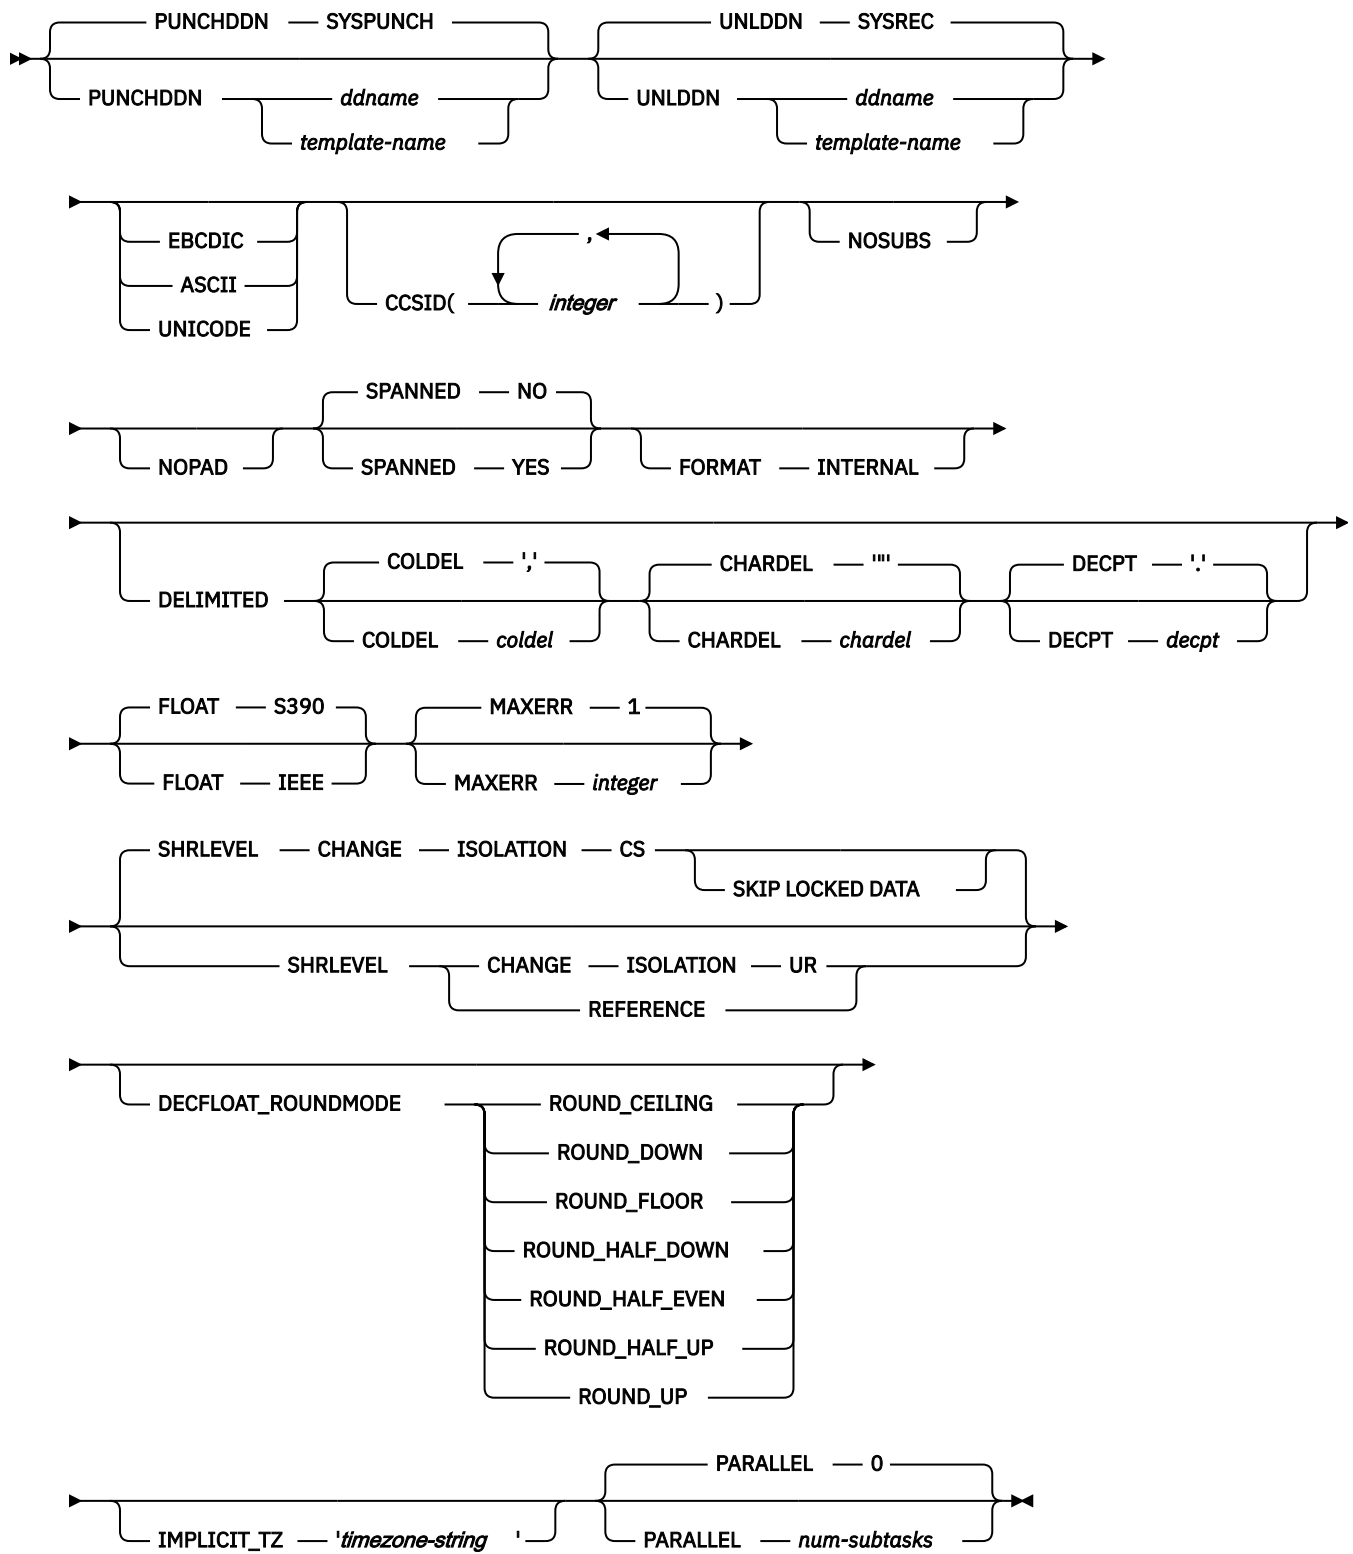 PUNCHDDN SYSPUNCH UNLDDN SYSREC
PUNCHDDN ddname UNLDDN ddname
template-name template-name
EBCDIC , NOSUBS
ASCII
CCSID( integer )
UNICODE
SPANNED NO
NOPAD SPANNED YES FORMAT INTERNAL
COLDEL ',' CHARDEL '"' DECPT '.'
DELIMITED
COLDEL coldel CHARDEL chardel DECPT decpt
FLOAT S390 MAXERR 1
FLOAT IEEE MAXERR integer
SHRLEVEL CHANGE ISOLATION CS
SKIP LOCKED DATA
SHRLEVEL CHANGE ISOLATION UR
REFERENCE
DECFLOAT_ROUNDMODE ROUND_CEILING
ROUND_DOWN
ROUND_FLOOR
ROUND_HALF_DOWN
ROUND_HALF_EVEN
ROUND_HALF_UP
ROUND_UP
PARALLEL 0
IMPLICIT_TZ 'timezone-string ' PARALLEL num-subtasks